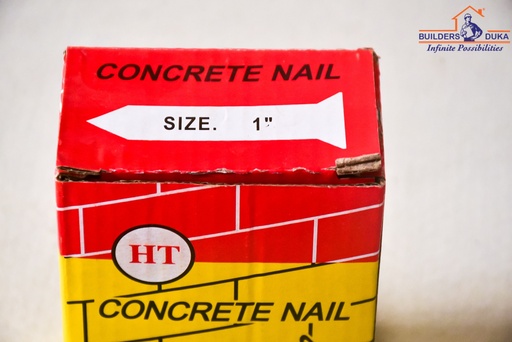 BUILDERS DUKA
Infinite Possibilities
CONCRETE NAIL
SIZE. 1"
HT
CONCRETE NAIL